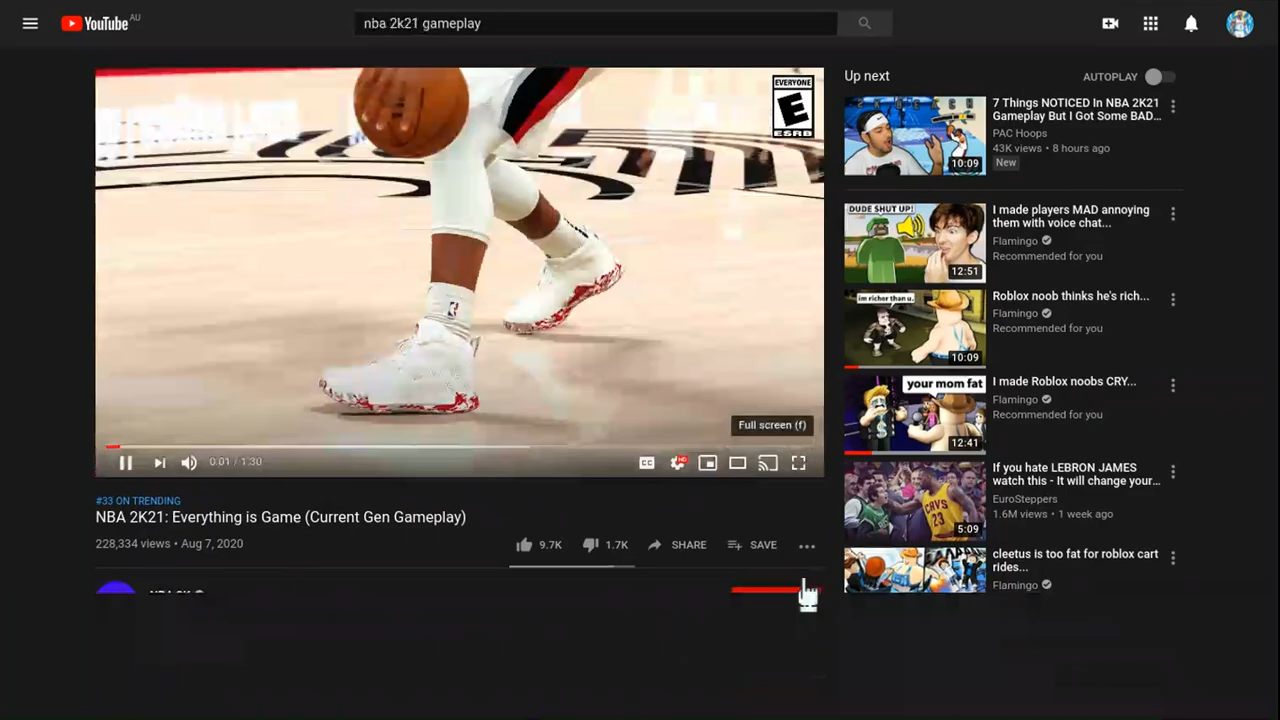 YouTube AU
nba 2k21 gameplay
EVERYONE
E
ESRB
Full screen (f)
0:01 / 1:30
CC
HD
#33 ON TRENDING
NBA 2K21: Everything is Game (Current Gen Gameplay)
228,334 views • Aug 7, 2020
9.7K
1.7K
SHARE
SAVE
Up next
AUTOPLAY
10:09
7 Things NOTICED In NBA 2K21
Gameplay But I Got Some BAD...
PAC Hoops
43K views • 8 hours ago
New
DUDE SHUT UP!
12:51
I made players MAD annoying
them with voice chat...
Flamingo
Recommended for you
im richer than u.
10:09
Roblox noob thinks he's rich...
Flamingo
Recommended for you
your mom fat
12:41
I made Roblox noobs CRY...
Flamingo
Recommended for you
CAVS
23
5:09
If you hate LEBRON JAMES
watch this - It will change your...
EuroSteppers
1.6M views • 1 week ago
cleetus is too fat for roblox cart
rides...
Flamingo